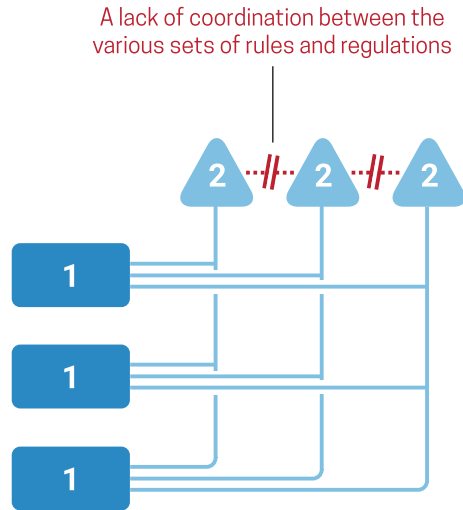 A lack of coordination between the
various sets of rules and regulations
2 2 2
1
1
1